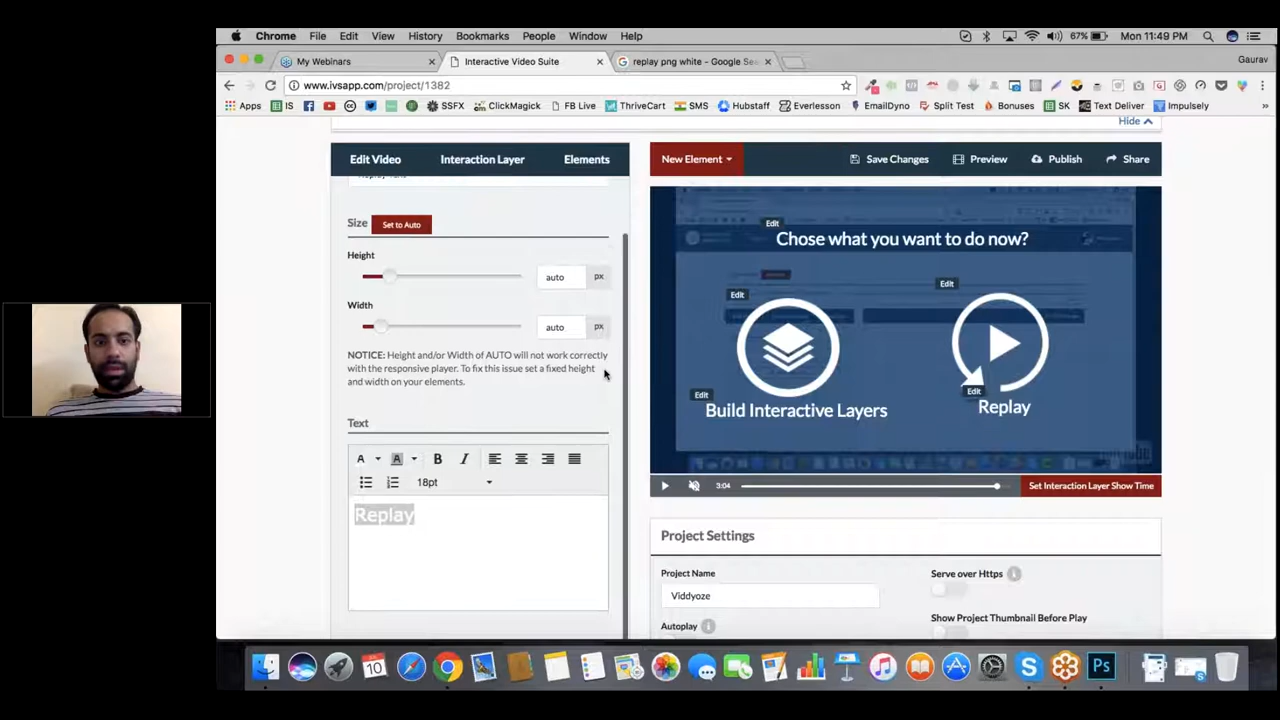 Chrome File Edit View History Bookmarks People Window Help
67% Mon 11:49 PM
My Webinars
Interactive Video Suite
replay png white - Google Se
Gaurav
www.ivsapp.com/project/1382
Apps IS CC SSFX ClickMagick FB Live ThriveCart SMS Hubstaff Everlesson EmailDyno Split Test Bonuses SK Text Deliver Impulsely
Hide
Edit Video Interaction Layer Elements
New Element Save Changes Preview Publish Share
Size Set to Auto
Height
auto px
Width
auto px
NOTICE: Height and/or Width of AUTO will not work correctly
with the responsive player. To fix this issue set a fixed height
and width on your elements.
Text
A A B I
18pt
Replay
Edit
Chose what you want to do now?
Edit
Edit
Edit
Edit
Build Interactive Layers
Replay
3:04 Set Interaction Layer Show Time
Project Settings
Project Name
Viddyoze
Autoplay
Serve over Https
Show Project Thumbnail Before Play
10
Ps